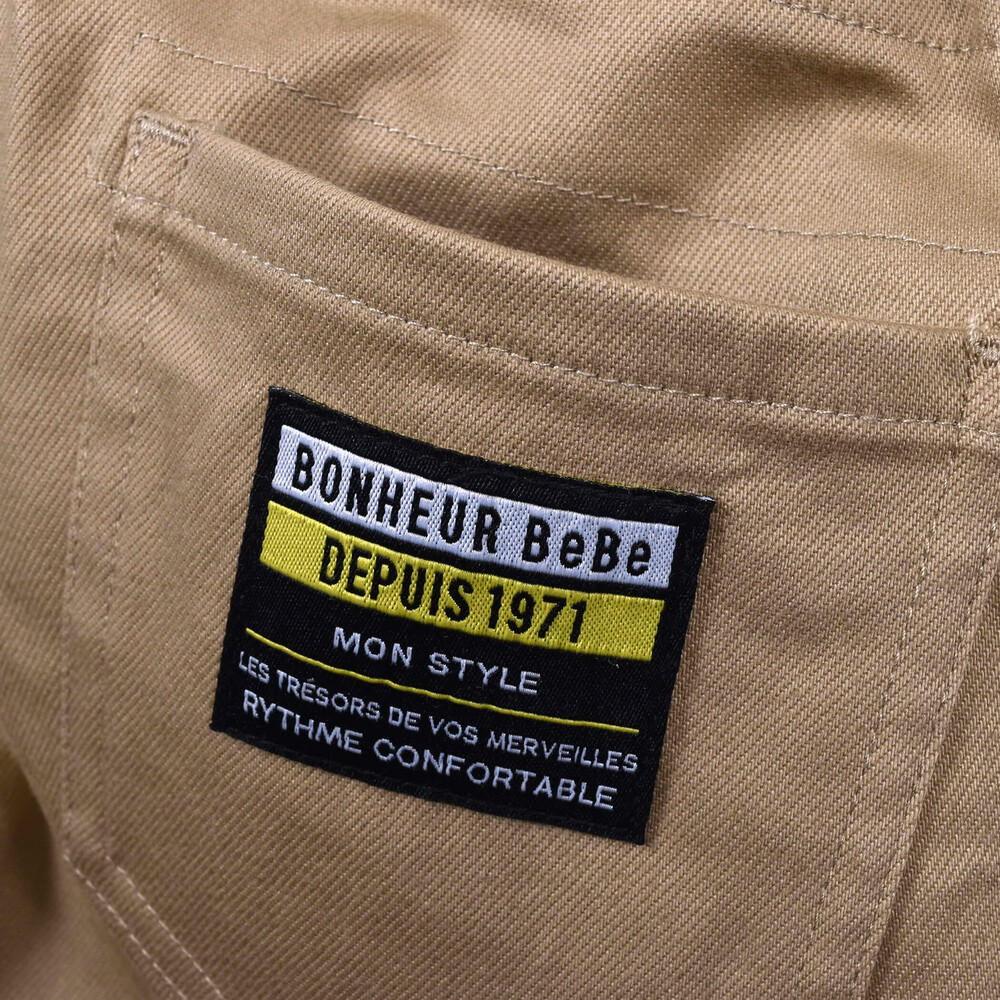 BONHEUR BeBe
DEPUIS 1971
MON STYLE
LES TRÉSORS DE VOS MERVEILLES
RYTHME CONFORTABLE